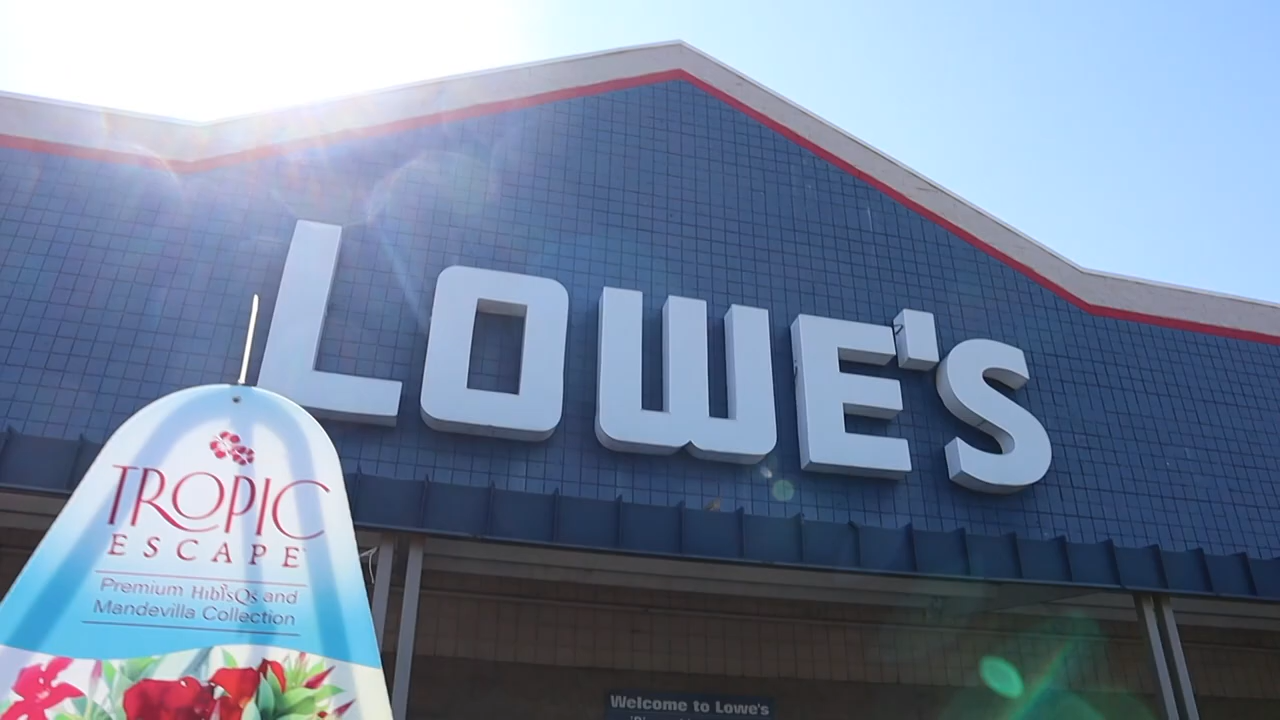 LOWE'S
TROPIC
ESCAPE
Premium HibisQs and
Mandevilla Collection
Welcome to Lowe's